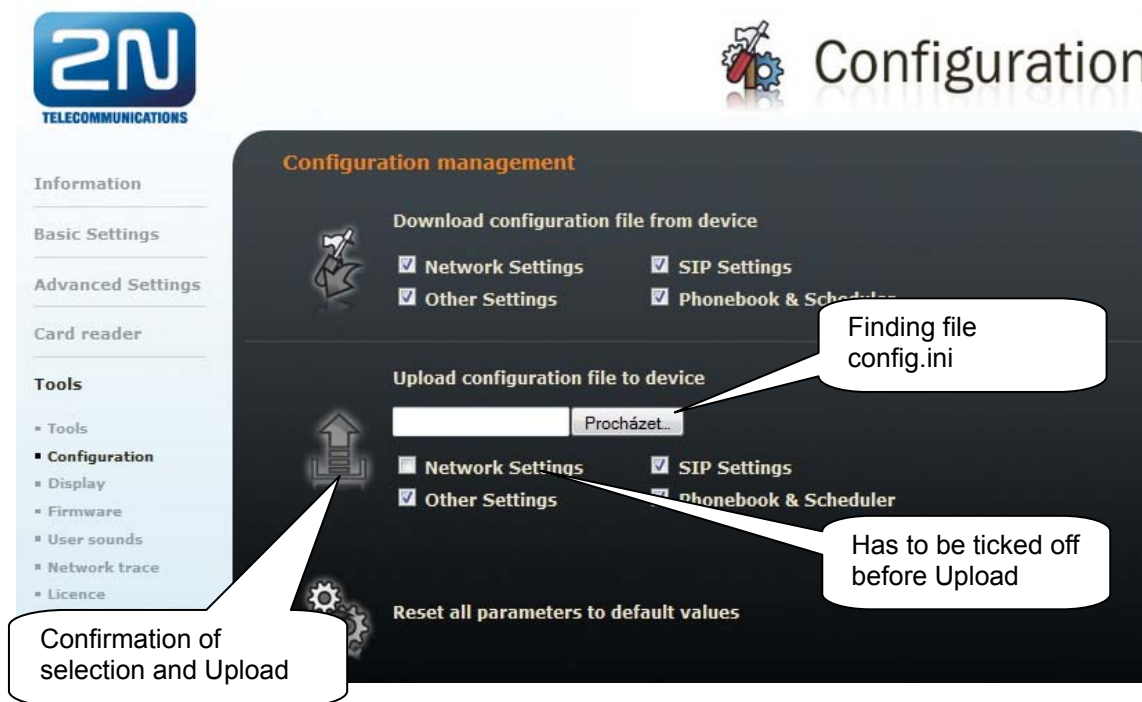 2N
TELECOMMUNICATIONS
Configuration
Information
Basic Settings
Advanced Settings
Card reader
Tools
Tools
Configuration
Display
Firmware
User sounds
Network trace
Licence
Configuration management
Download configuration file from device
Network Settings
SIP Settings
Other Settings
Phonebook & Scheduler
Finding file
config.ini
Upload configuration file to device
Procházet...
Network Settings
SIP Settings
Other Settings
Phonebook & Scheduler
Has to be ticked off
before Upload
Reset all parameters to default values
Confirmation of
selection and Upload